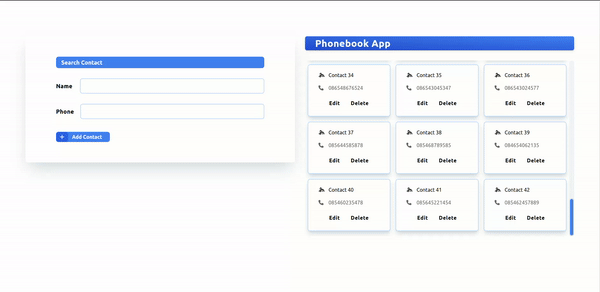 Search Contact
Name
Phone
+ Add Contact
Phonebook App
Contact 34
086548676524
Edit Delete
Contact 35
086543045347
Edit Delete
Contact 36
086543024577
Edit Delete
Contact 37
085644585878
Edit Delete
Contact 38
085468789585
Edit Delete
Contact 39
084654062135
Edit Delete
Contact 40
085460235478
Edit Delete
Contact 41
085645221454
Edit Delete
Contact 42
085462457889
Edit Delete